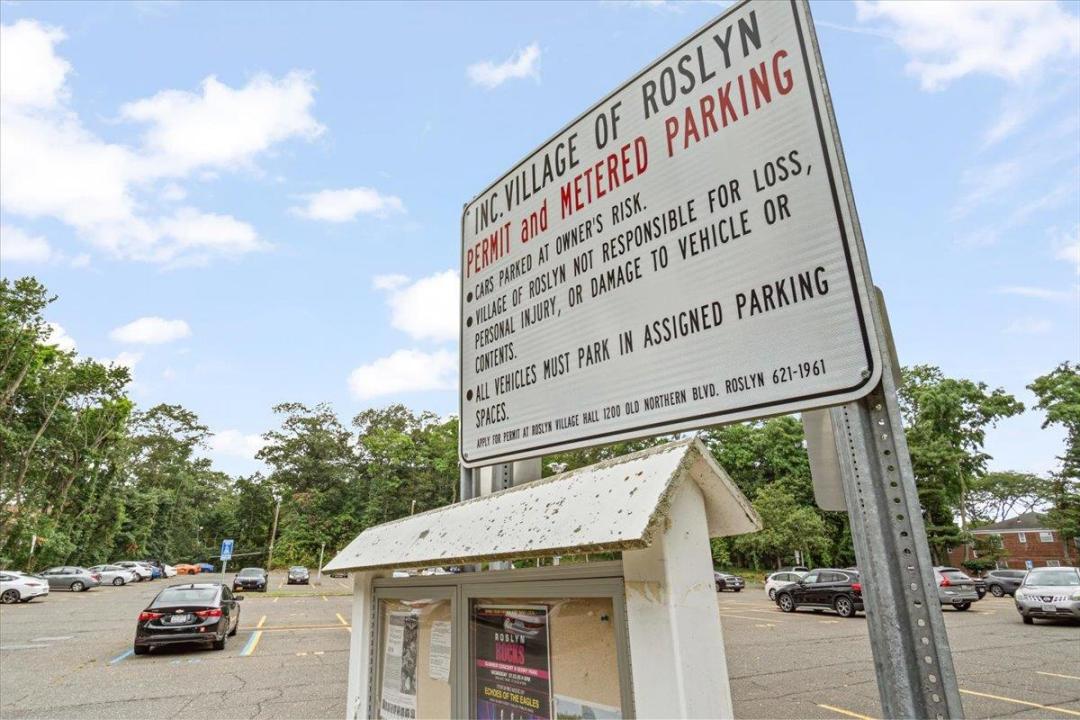 INC. VILLAGE OF ROSLYN
PERMIT and METERED PARKING
• CARS PARKED AT OWNER'S RISK.
• VILLAGE OF ROSLYN NOT RESPONSIBLE FOR LOSS,
PERSONAL INJURY, OR DAMAGE TO VEHICLE OR
CONTENTS.
• ALL VEHICLES MUST PARK IN ASSIGNED PARKING
SPACES.
APPLY FOR PERMIT AT ROSLYN VILLAGE HALL 1200 OLD NORTHERN BLVD. ROSLYN 621-1961
ROSLYN
ROCKS
ECHOES OF THE EAGLES